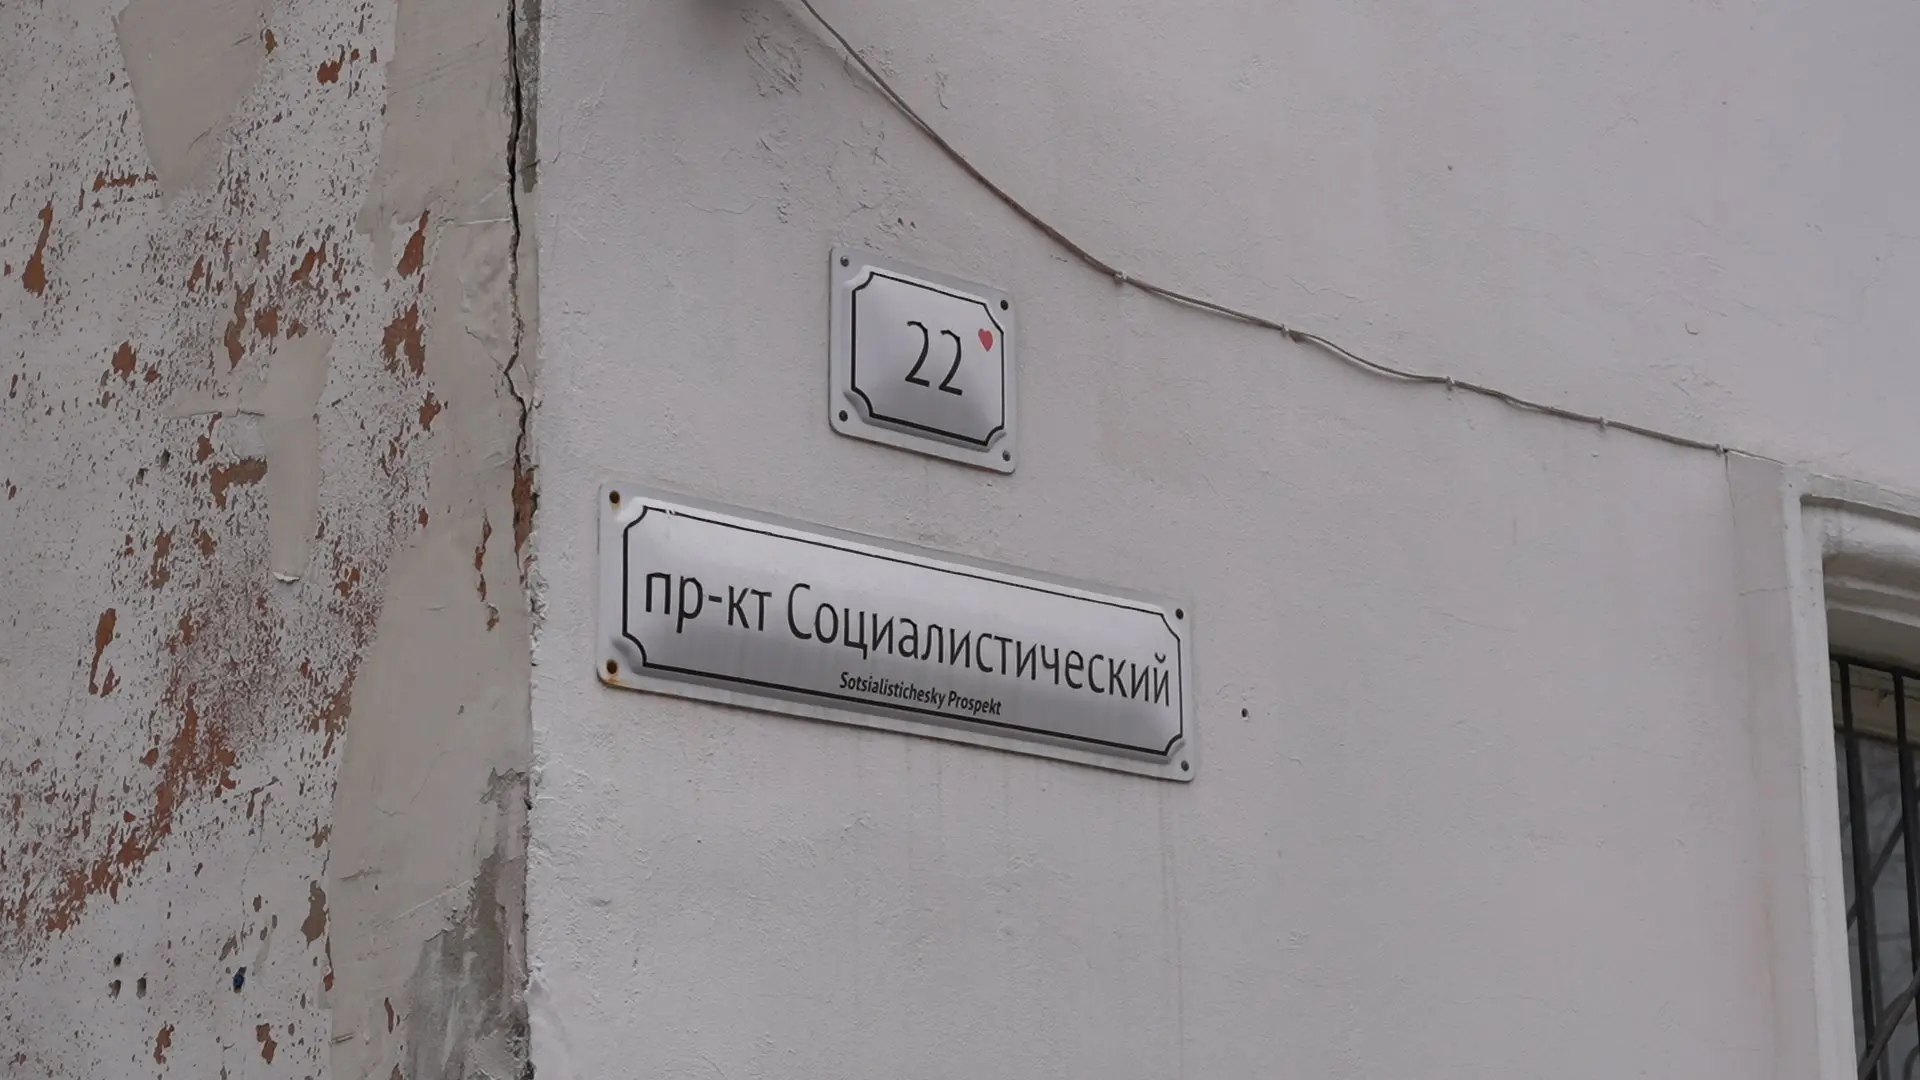 22
пр-кт Социалистический
Sotsialistichesky Prospekt